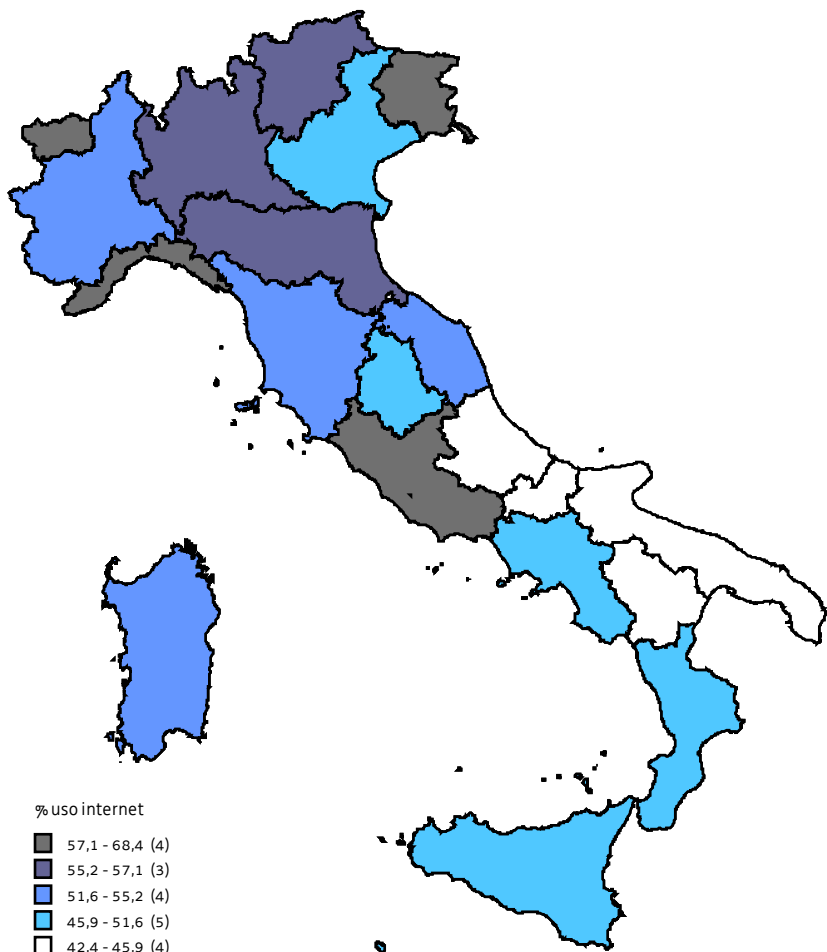 % uso internet
57,1 - 68,4 (4)
55,2 - 57,1 (3)
51,6 - 55,2 (4)
45,9 - 51,6 (5)
42,4 - 45,9 (4)